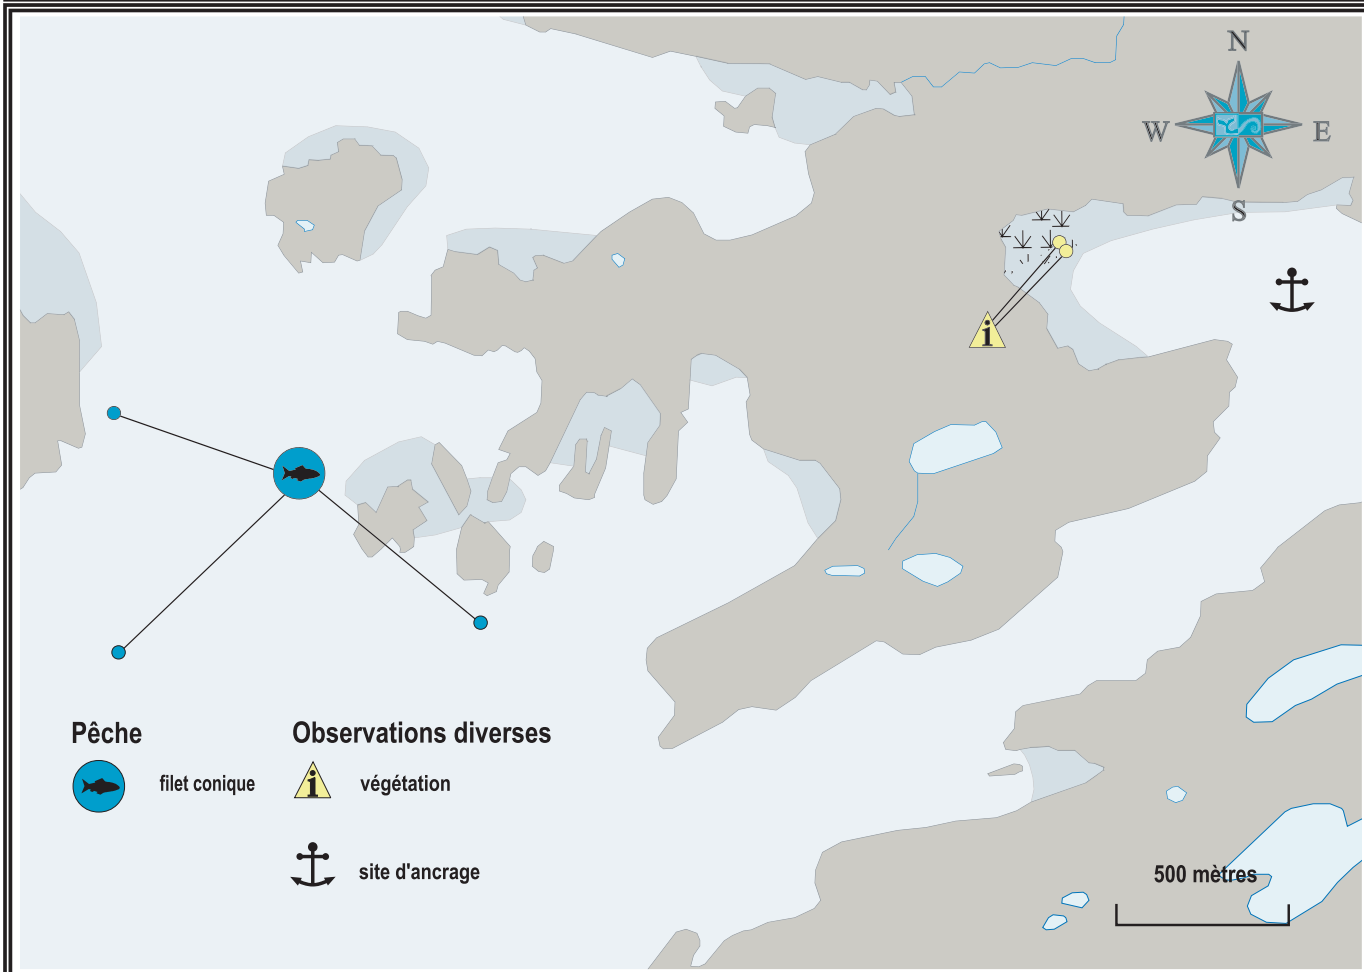 N
W
E
S
Pêche
Observations diverses
filet conique
végétation
site d'ancrage
500 mètres